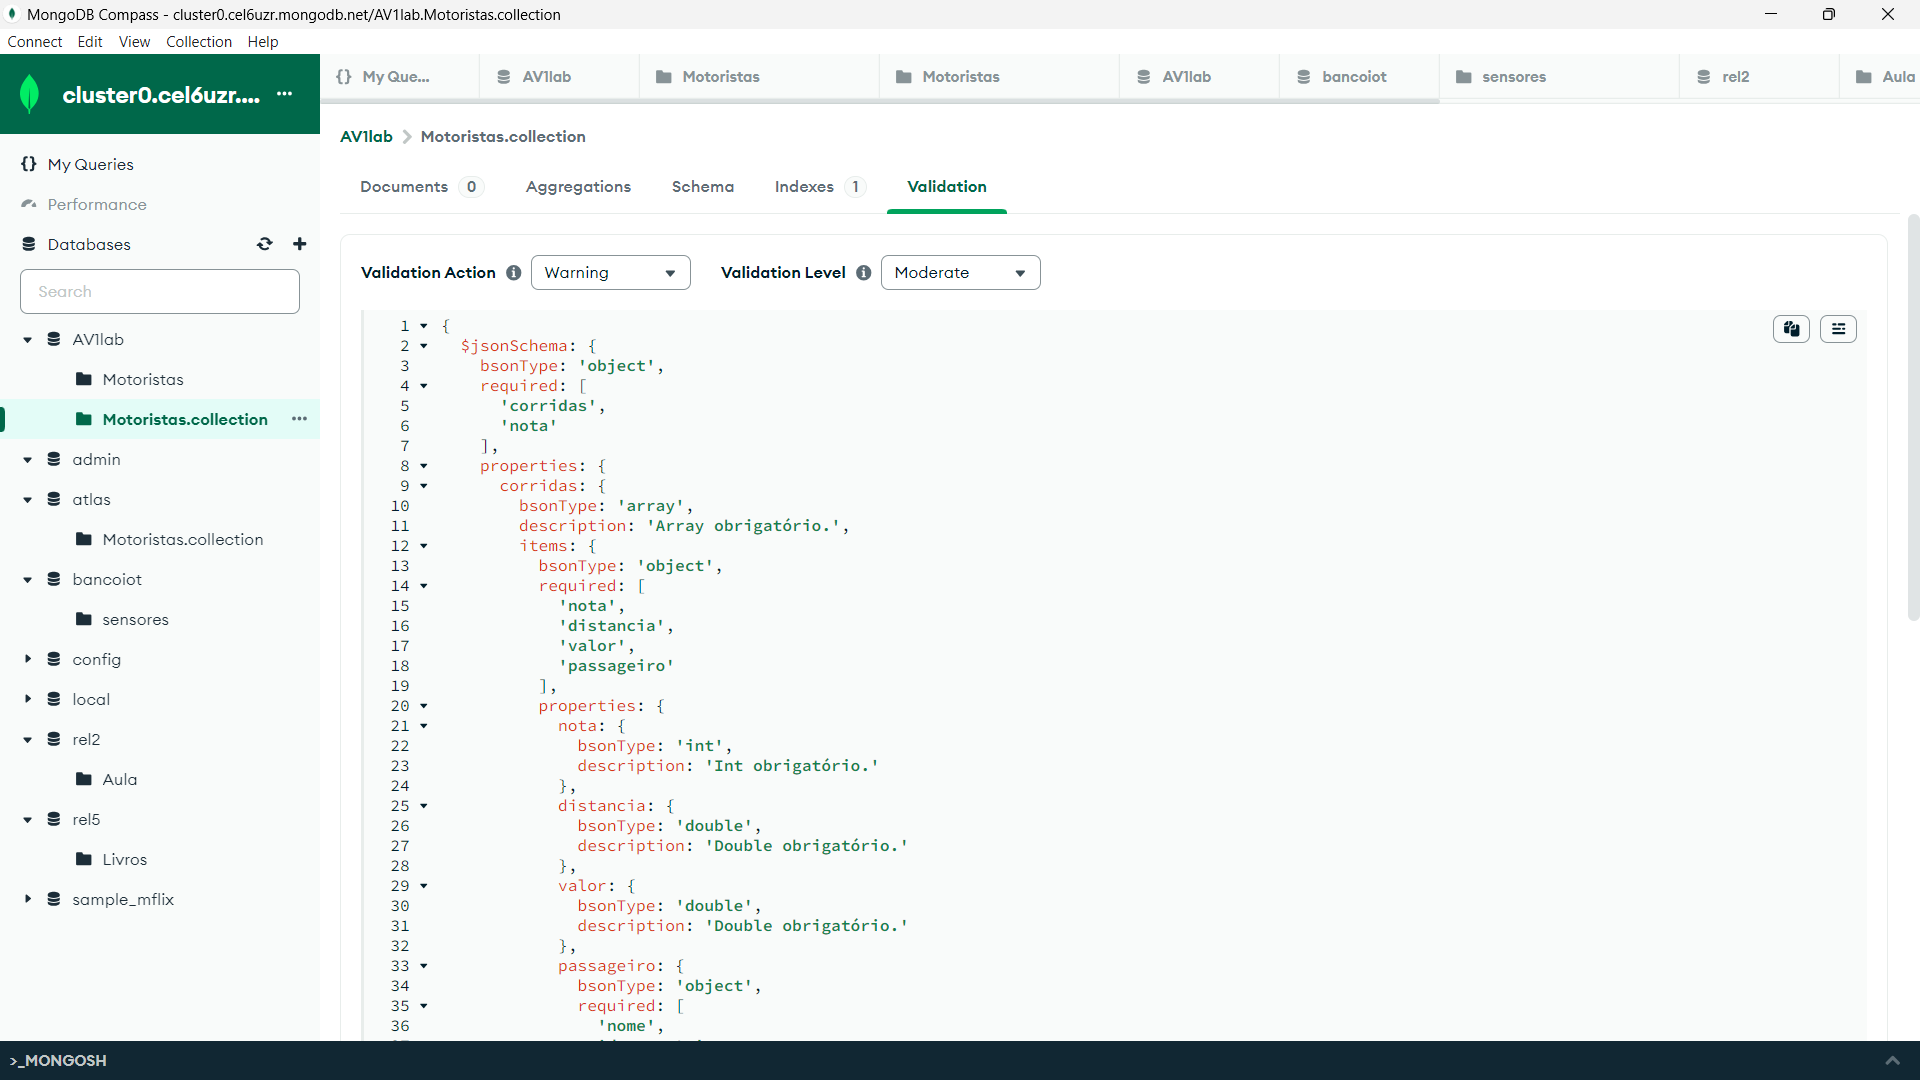 MongoDB Compass - cluster0.cel6uzr.mongodb.net/AV1lab.Motoristas.collection
Connect Edit View Collection Help
cluster0.cel6uzr....
{} My Que...
AV1lab
Motoristas
Motoristas
AV1lab
bancoiot
sensores
rel2
Aula
{} My Queries
Performance
Databases
Search
AV1lab
Motoristas
Motoristas.collection
admin
atlas
Motoristas.collection
bancoiot
sensores
config
local
rel2
Aula
rel5
Livros
sample_mflix
AV1lab > Motoristas.collection
Documents 0 Aggregations Schema Indexes 1 Validation
Validation Action Warning Validation Level Moderate
1 {
2 $jsonSchema: {
3 bsonType: 'object',
4 required: [
5 'corridas',
6 'nota'
7 ],
8 properties: {
9 corridas: {
10 bsonType: 'array',
11 description: 'Array obrigatório.',
12 items: {
13 bsonType: 'object',
14 required: [
15 'nota',
16 'distancia',
17 'valor',
18 'passageiro'
19 ],
20 properties: {
21 nota: {
22 bsonType: 'int',
23 description: 'Int obrigatório.'
24 },
25 distancia: {
26 bsonType: 'double',
27 description: 'Double obrigatório.'
28 },
29 valor: {
30 bsonType: 'double',
31 description: 'Double obrigatório.'
32 },
33 passageiro: {
34 bsonType: 'object',
35 required: [
36 'nome',
>_MONGOSH